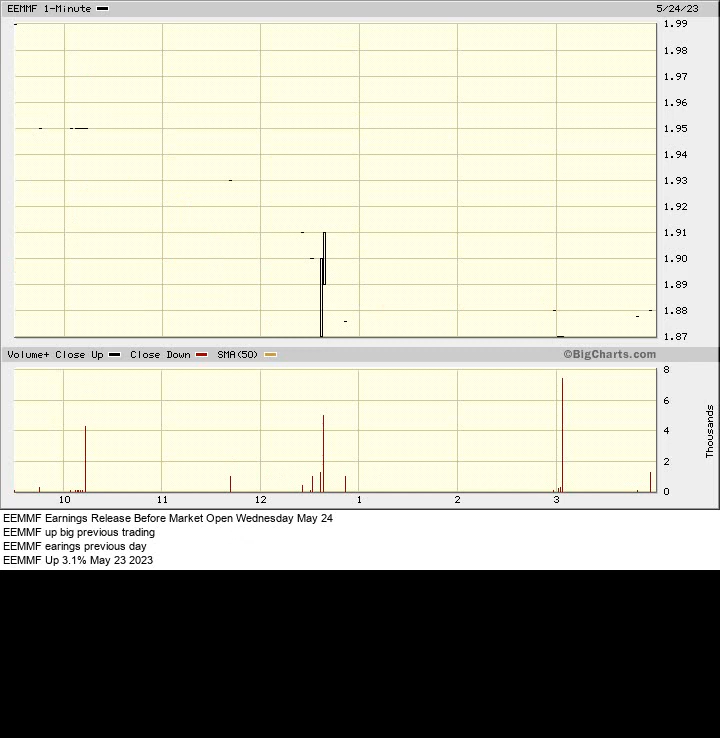 EEMMF 1-Minute 5/24/23
1.99
1.98
1.97
1.96
1.95
1.94
1.93
1.92
1.91
1.90
1.89
1.88
1.87
Volume+ Close Up Close Down SMA(50) ©BigCharts.com
8
6
4
2
0
Thousands
10 11 12 1 2 3
EEMMF Earnings Release Before Market Open Wednesday May 24
EEMMF up big previous trading
EEMMF earings previous day
EEMMF Up 3.1% May 23 2023